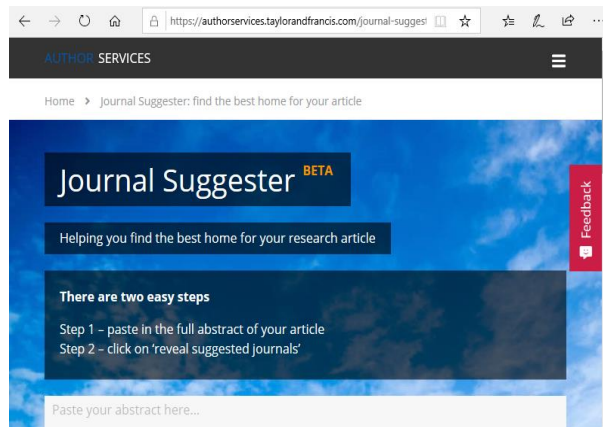 https://authorservices.taylorandfrancis.com/journal-sugges
AUTHOR SERVICES
Home > Journal Suggester: find the best home for your article
Journal Suggester BETA
Helping you find the best home for your research article
Feedback
There are two easy steps
Step 1 – paste in the full abstract of your article
Step 2 – click on ‘reveal suggested journals’
Paste your abstract here...